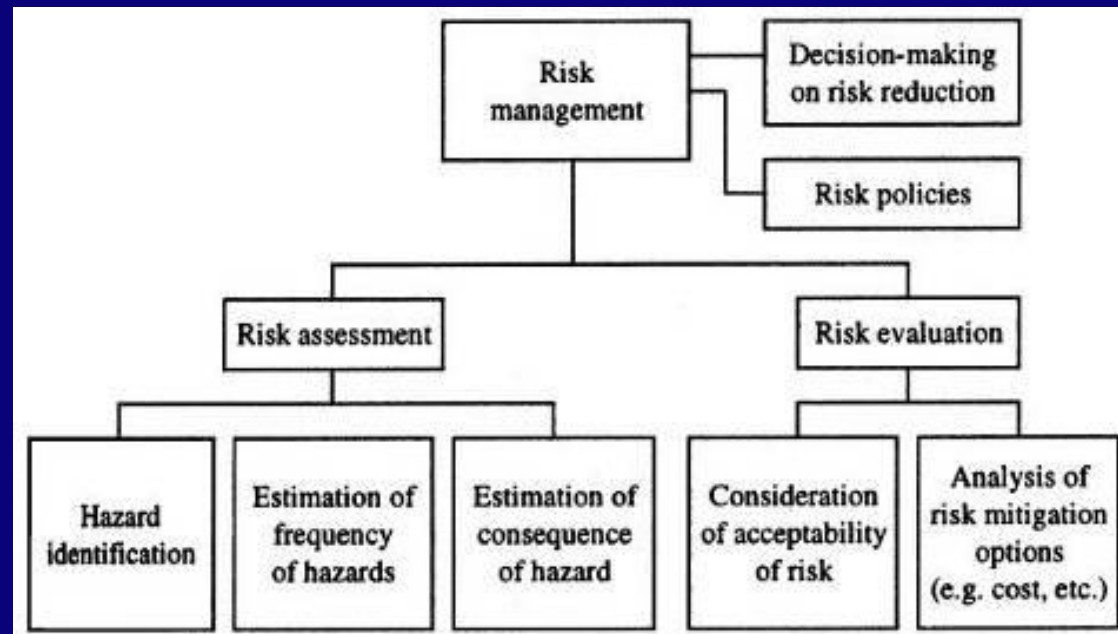 Risk
management
Decision-making
on risk reduction
Risk policies
Risk assessment
Risk evaluation
Hazard
identification
Estimation of
frequency
of hazards
Estimation of
consequence
of hazard
Consideration
of acceptability
of risk
Analysis of
risk mitigation
options
(e.g. cost, etc.)